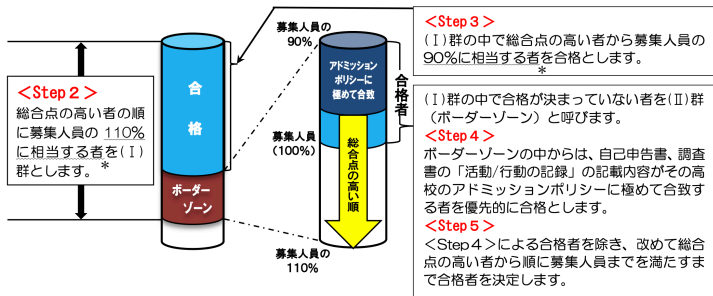 ＜Step２＞
総合点の高い者の順
に募集人員の 110%
に相当する者を(Ⅰ)
群とします。*
合
格
ボーダー
ゾーン
募集人員の
90%
募集人員
(100%)
募集人員の
110%
アドミッション
ポリシーに
極めて合致
総合点の高い順
合格者
＜Step３＞
(Ⅰ)群の中で総合点の高い者から募集人員の
90%に相当する者を合格とします。
*
(Ⅰ)群の中で合格が決まっていない者を(Ⅱ)群
（ボーダーゾーン）と呼びます。
＜Step４＞
ボーダーゾーンの中からは、自己申告書、調査
書の「活動/行動の記録」の記載内容がその高
校のアドミッションポリシーに極めて合致す
る者を優先的に合格とします。
＜Step５＞
＜Step４＞による合格者を除き、改めて総合
点の高い者から順に募集人員までを満たすま
で合格者を決定します。